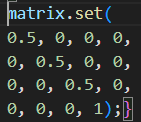 matrix.set(
0.5, 0, 0, 0,
0, 0.5, 0, 0,
0, 0, 0.5, 0,
0, 0, 0, 1);}